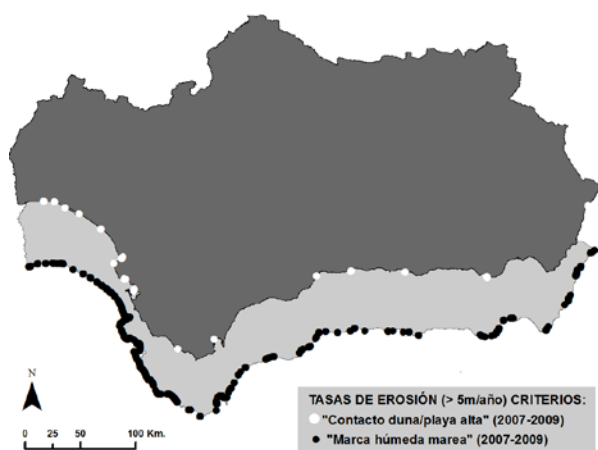 N
0 25 50 100 Km.
TASAS DE EROSIÓN (> 5m/año) CRITERIOS:
"Contacto duna/playa alta" (2007-2009)
"Marca húmeda marea" (2007-2009)